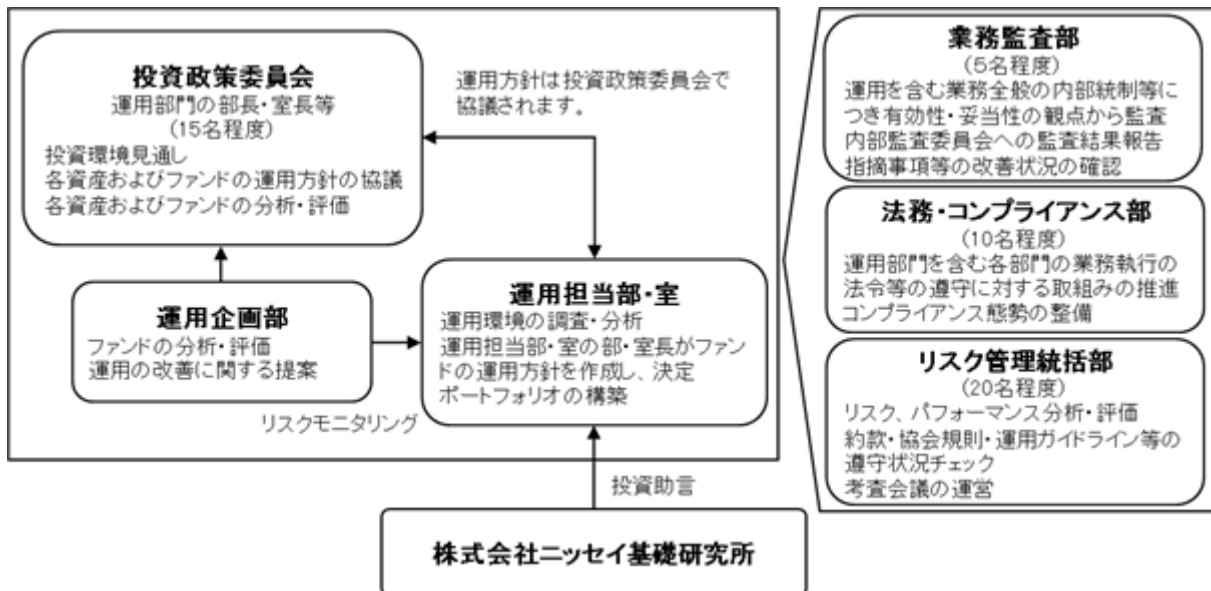 投資政策委員会
運用部門の部長・室長等
(15名程度)
投資環境見通し
各資産およびファンドの運用方針の協議
各資産およびファンドの分析・評価
運用方針は投資政策委員会で
協議されます。
運用企画部
ファンドの分析・評価
運用の改善に関する提案
リスクモニタリング
運用担当部・室
運用環境の調査・分析
運用担当部・室の部・室長がファン
ドの運用方針を作成し、決定
ポートフォリオの構築
投資助言
株式会社ニッセイ基礎研究所
業務監査部
(5名程度)
運用を含む業務全般の内部統制等に
つき有効性・妥当性の観点から監査
内部監査委員会への監査結果報告
指摘事項等の改善状況の確認
法務・コンプライアンス部
(10名程度)
運用部門を含む各部門の業務執行の
法令等の遵守に対する取組みの推進
コンプライアンス態勢の整備
リスク管理統括部
(20名程度)
リスク、パフォーマンス分析・評価
約款・協会規則・運用ガイドライン等の
遵守状況チェック
考査会議の運営